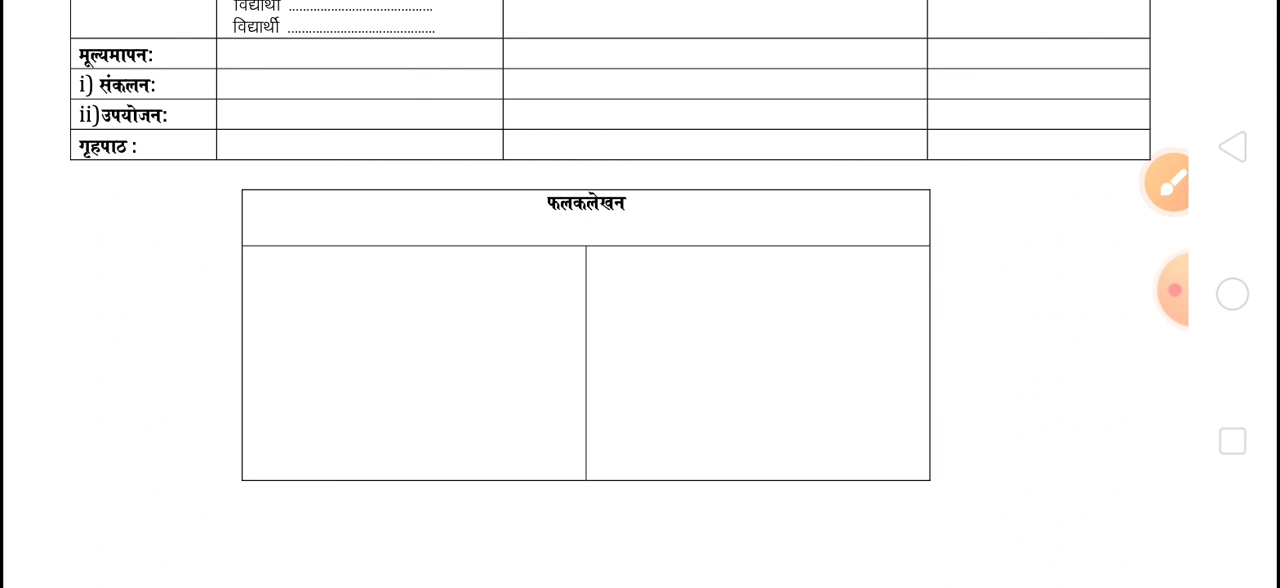 विद्यार्थी ........................................
विद्यार्थी .........................................
मूल्यमापन:
i) संकलन:
ii)उपयोजन:
गृहपाठ :
फलकलेखन